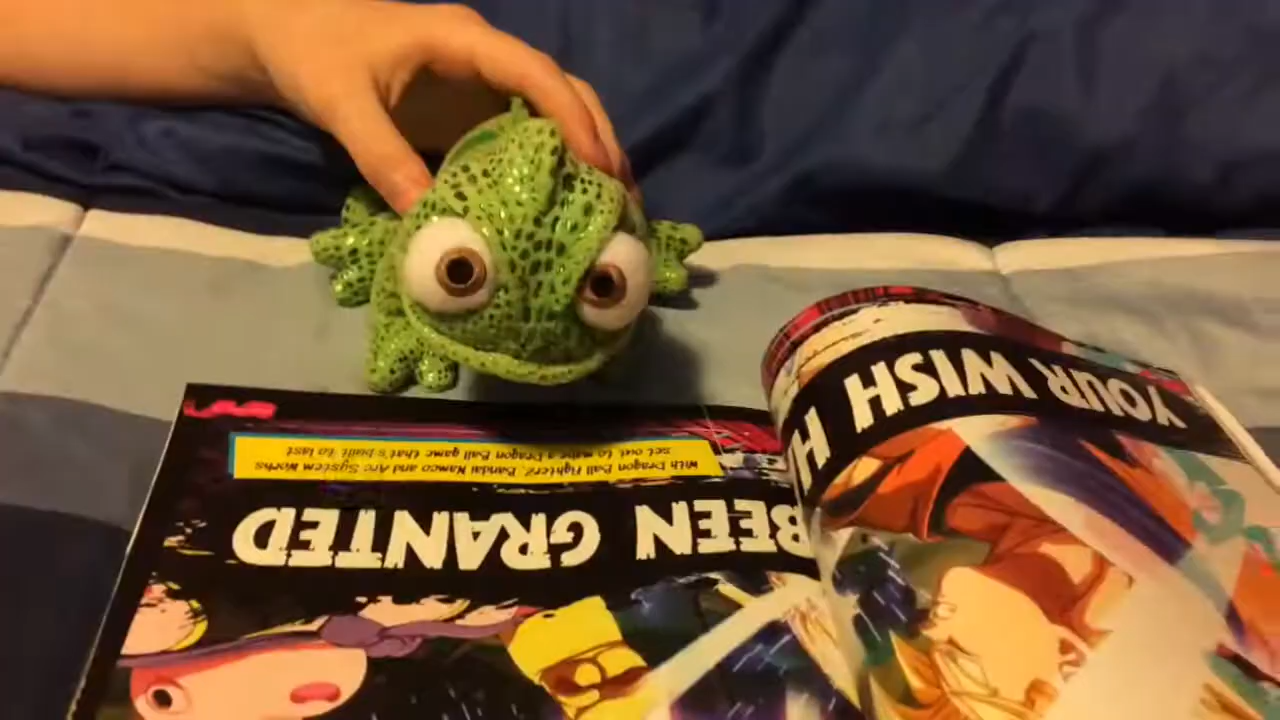 YOUR WISH H
BEEN GRANTED
With Dragon Ball FighterZ, Bandai Namco and Arc System Works
set out to make a Dragon Ball game that's built to last